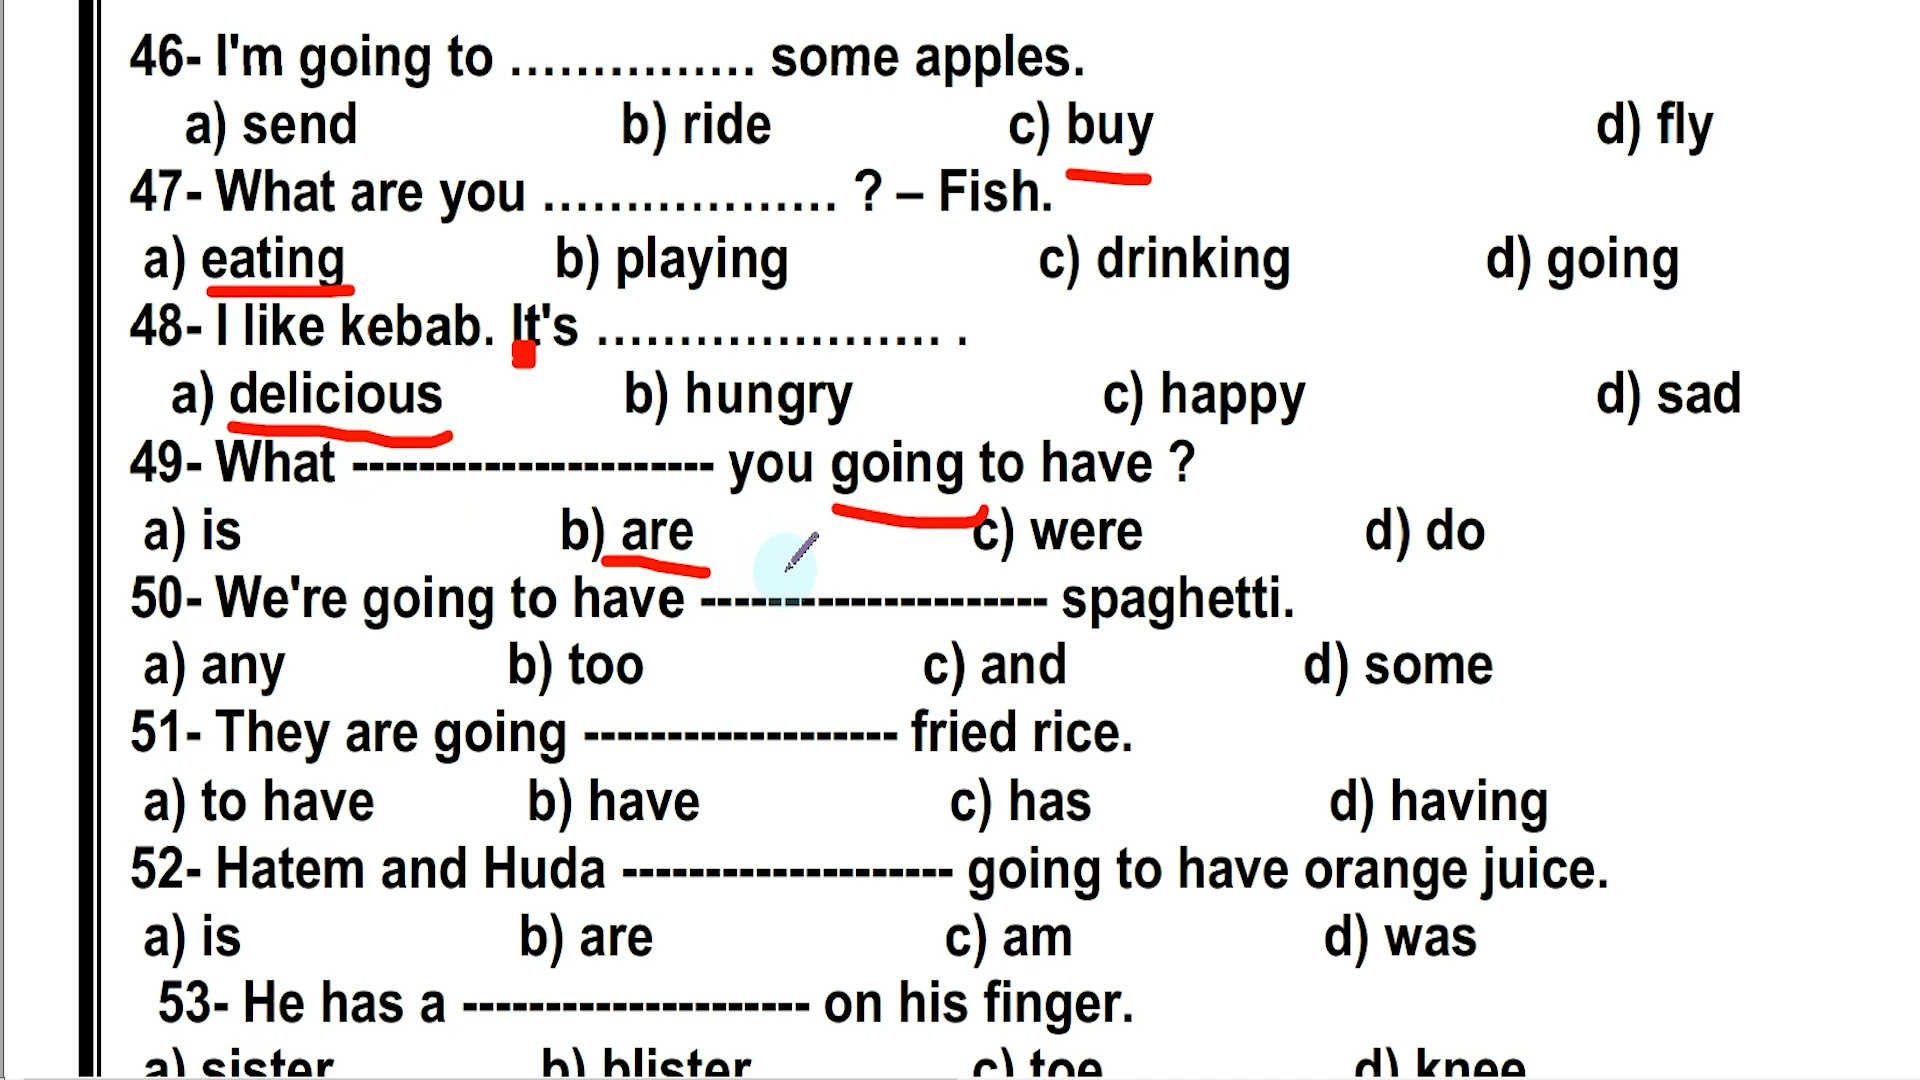 46- I'm going to ............... some apples.
a) send b) ride c) buy d) fly
47- What are you .................. ? – Fish.
a) eating b) playing c) drinking d) going
48- I like kebab. It's ..................... .
a) delicious b) hungry c) happy d) sad
49- What ---------------------- you going to have ?
a) is b) are c) were d) do
50- We're going to have --------------------- spaghetti.
a) any b) too c) and d) some
51- They are going ------------------- fried rice.
a) to have b) have c) has d) having
52- Hatem and Huda -------------------- going to have orange juice.
a) is b) are c) am d) was
53- He has a --------------------- on his finger.
a) sister b) blister c) toe d) knee